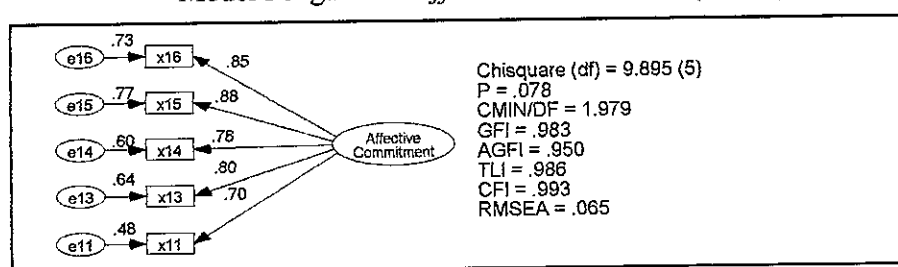 .73
e16 x16 .85
.77
e15 x15 .88
.60
e14 x14 .78
.64
e13 x13 .80
.48
e11 x11 .70
Affective
Commitment
Chisquare (df) = 9.895 (5)
P = .078
CMIN/DF = 1.979
GFI = .983
AGFI = .950
TLI = .986
CFI = .993
RMSEA = .065